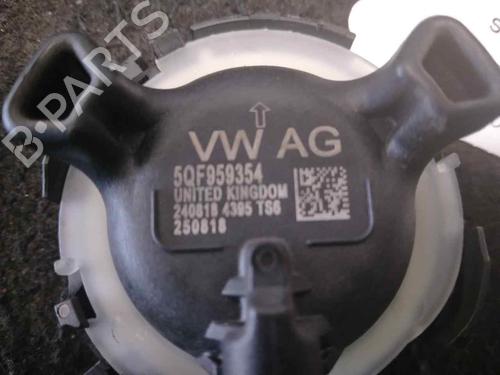 B-PARTS
VW AG
5QF959354
UNITED KINGDOM
240818 4395 TS6
250818